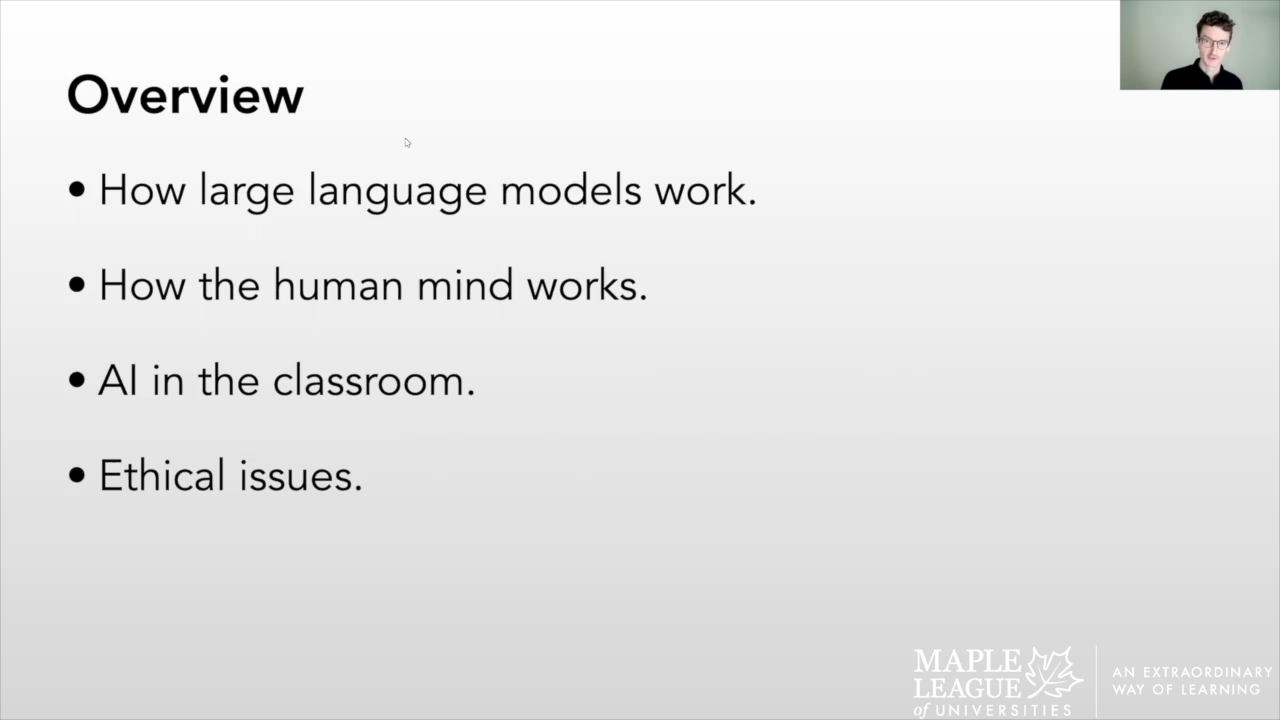 Overview
• How large language models work.
• How the human mind works.
• AI in the classroom.
• Ethical issues.
MAPLE
LEAGUE
of UNIVERSITIES
AN EXTRAORDINARY
WAY OF LEARNING